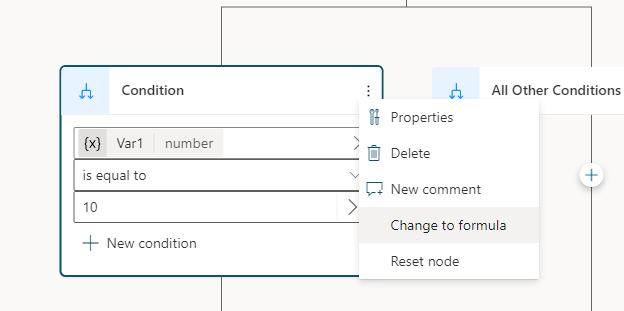 Condition
All Other Conditions
{x} Var1 number
is equal to
10
New condition
Properties
Delete
New comment
Change to formula
Reset node